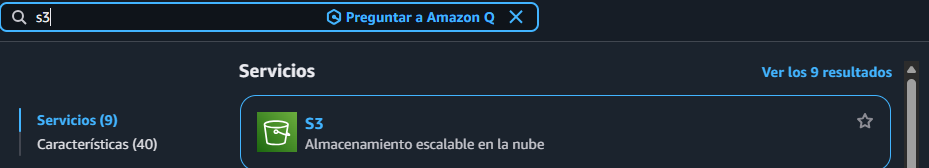 s3
Preguntar a Amazon Q
Servicios
Ver los 9 resultados
Servicios (9)
Características (40)
S3
Almacenamiento escalable en la nube